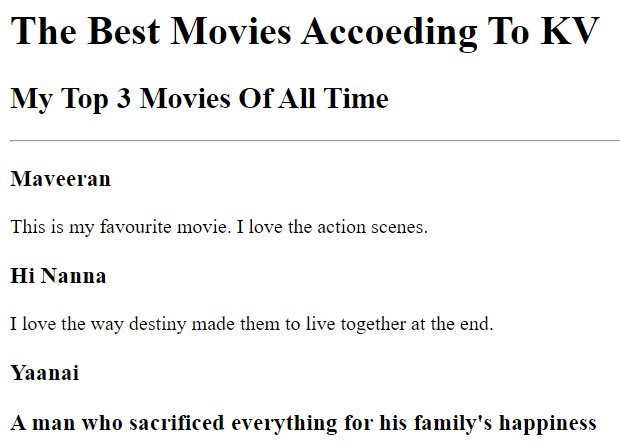 The Best Movies Accoeding To KV
My Top 3 Movies Of All Time
Maveeran
This is my favourite movie. I love the action scenes.
Hi Nanna
I love the way destiny made them to live together at the end.
Yaanai
A man who sacrificed everything for his family's happiness